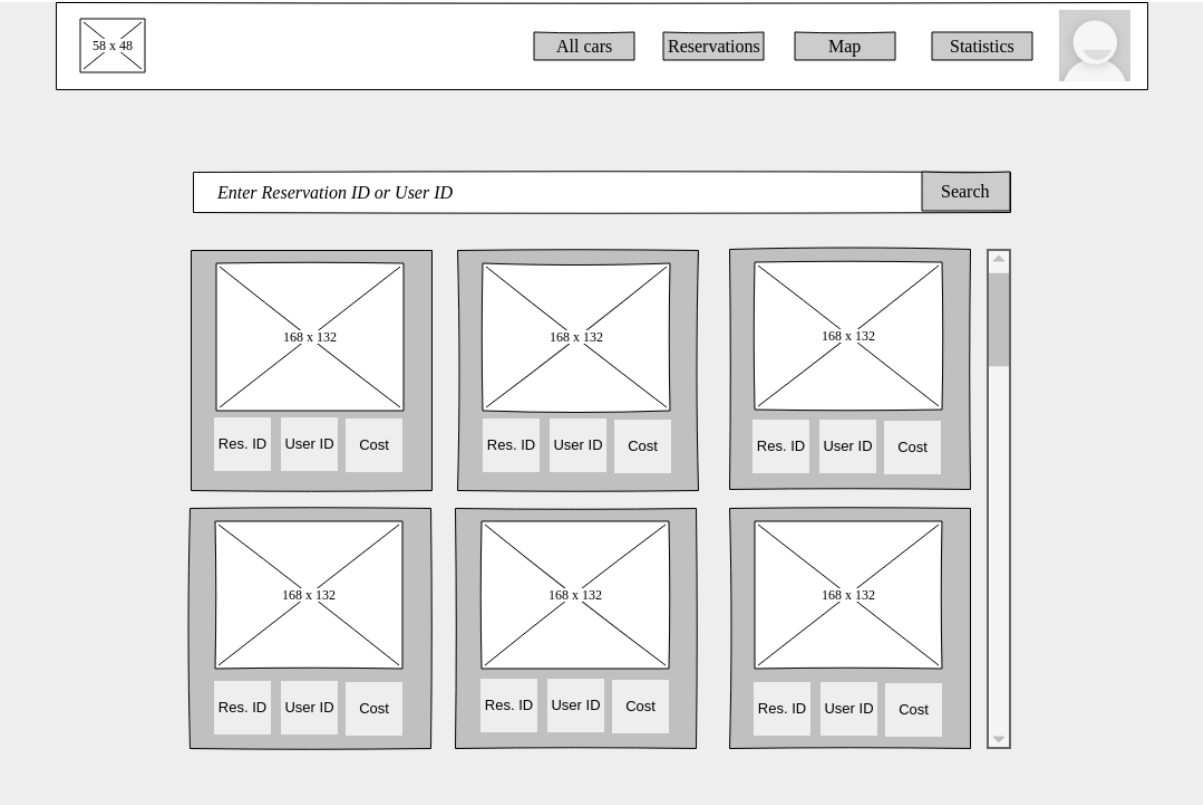 58 x 48
All cars
Reservations
Map
Statistics
Enter Reservation ID or User ID
Search
168 x 132
168 x 132
168 x 132
Res. ID
User ID
Cost
Res. ID
User ID
Cost
Res. ID
User ID
Cost
168 x 132
168 x 132
168 x 132
Res. ID
User ID
Cost
Res. ID
User ID
Cost
Res. ID
User ID
Cost